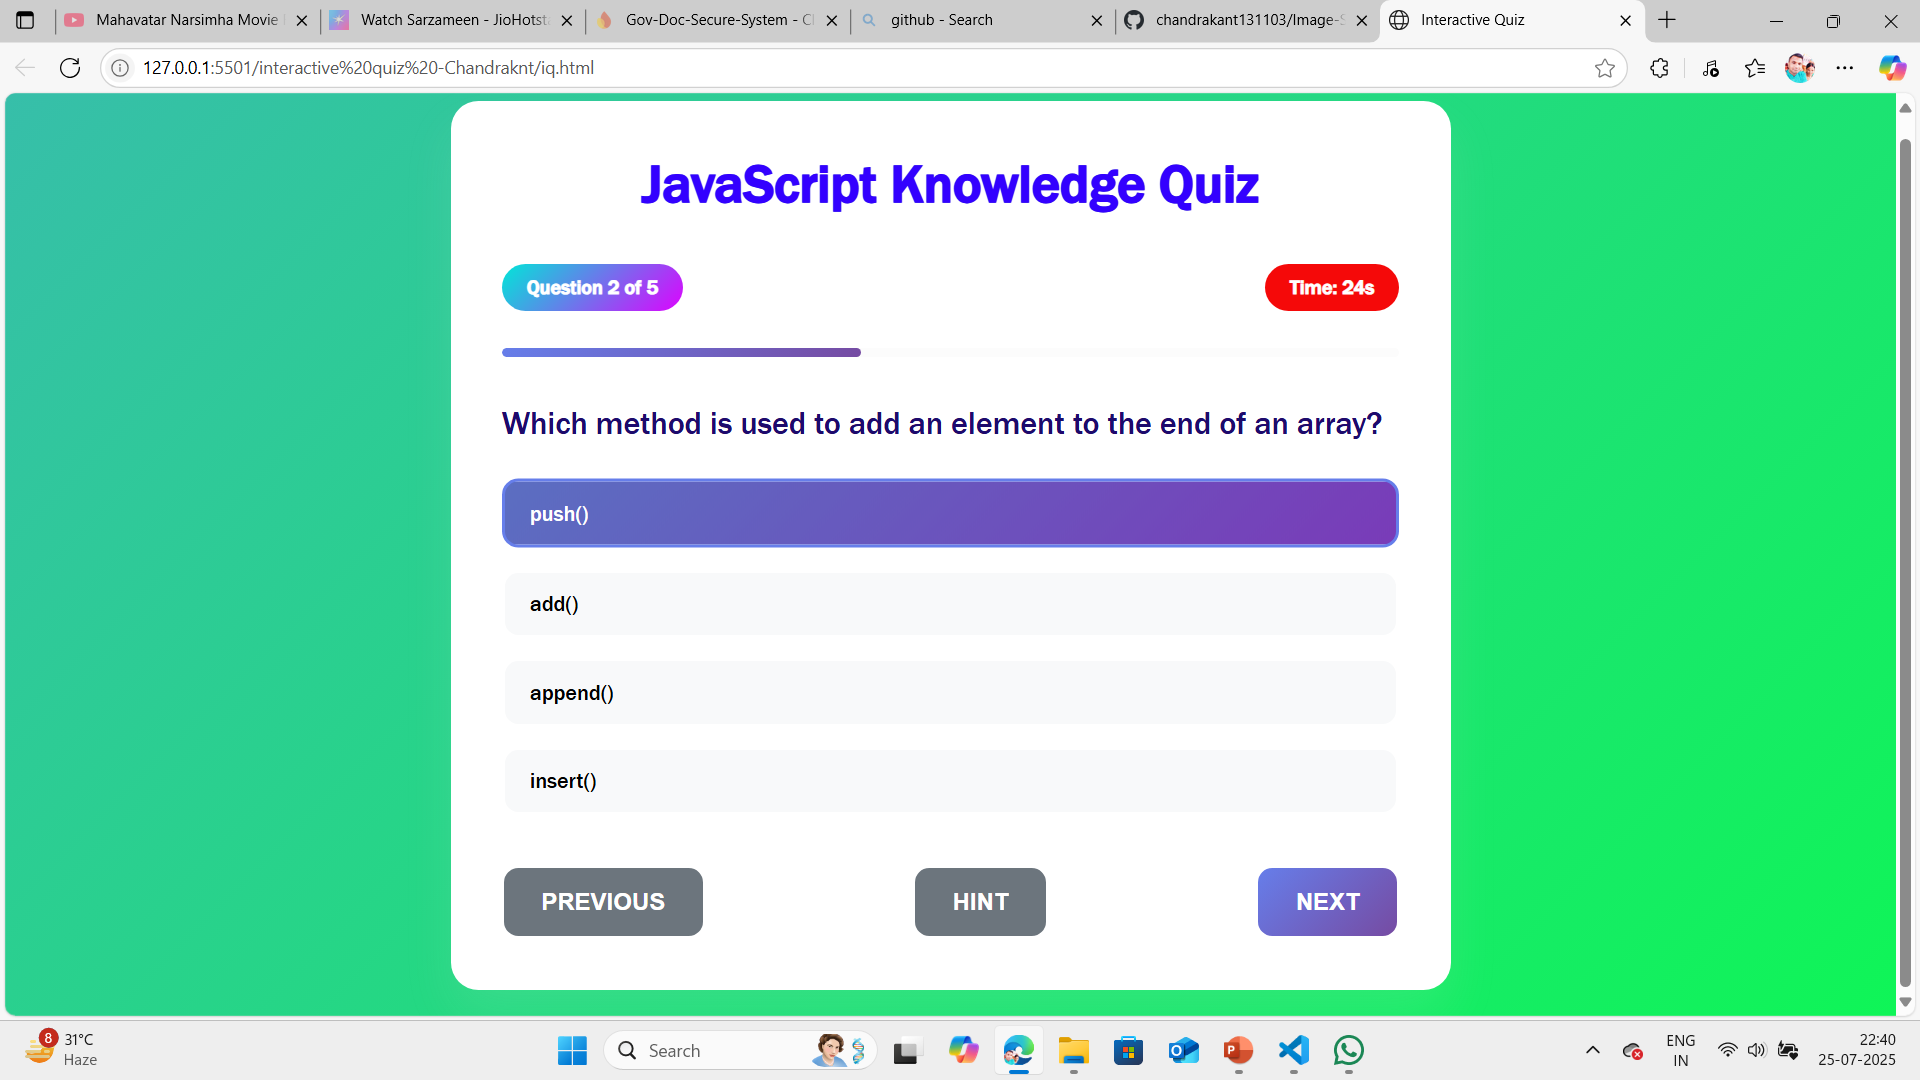 Mahavatar Narsimha Movie
Watch Sarzameen - JioHotst
Gov-Doc-Secure-System - C
github - Search
chandrakant131103/Image-S
Interactive Quiz
127.0.0.1:5501/interactive%20quiz%20-Chandraknt/iq.html
JavaScript Knowledge Quiz
Question 2 of 5
Time: 24s
Which method is used to add an element to the end of an array?
push()
add()
append()
insert()
PREVIOUS
HINT
NEXT
8
31°C
Haze
Search
ENG
IN
22:40
25-07-2025